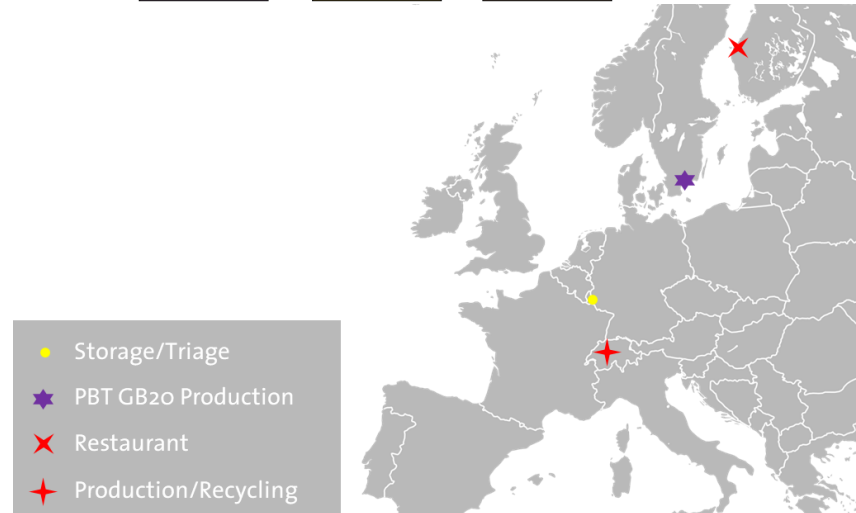 Storage/Triage
PBT GB20 Production
Restaurant
Production/Recycling